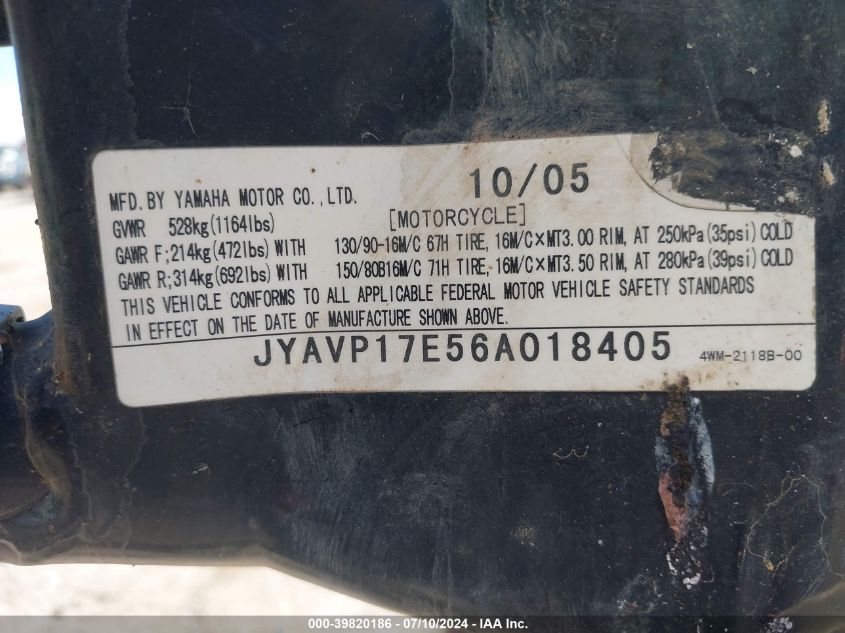 10/05
MFD. BY YAMAHA MOTOR CO., LTD.
GVWR 528kg(1164lbs) [MOTORCYCLE]
GAWR F;214kg(472lbs) WITH 130/90-16M/C 67H TIRE, 16M/C×MT3.00 RIM, AT 250kPa(35psi) COLD
GAWR R;314kg(692lbs) WITH 150/80B16M/C 71H TIRE, 16M/C×MT3.50 RIM, AT 280kPa(39psi) COLD
THIS VEHICLE CONFORMS TO ALL APPLICABLE FEDERAL MOTOR VEHICLE SAFETY STANDARDS
IN EFFECT ON THE DATE OF MANUFACTURE SHOWN ABOVE.
JYAVP17E56A018405 4WM-2118B-00
000-39820186 - 07/10/2024 - IAA Inc.